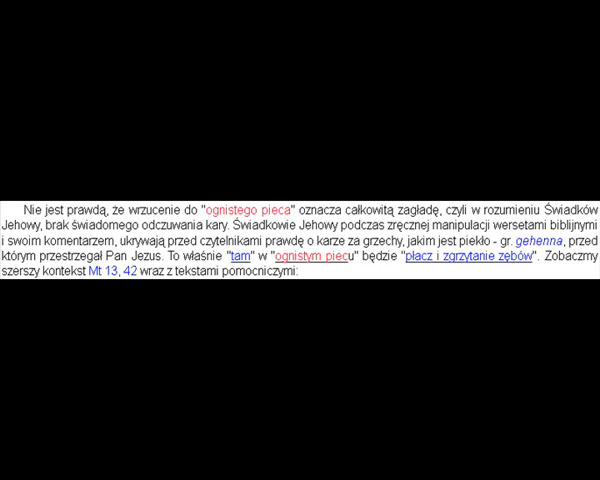 Nie jest prawdą, że wrzucenie do "ognistego pieca" oznacza całkowitą zagładę, czyli w rozumieniu Świadków
Jehowy, brak świadomego odczuwania kary. Świadkowie Jehowy podczas zręcznej manipulacji wersetami biblijnymi
i swoim komentarzem, ukrywają przed czytelnikami prawdę o karze za grzechy, jakim jest piekło - gr. gehenna, przed
którym przestrzegał Pan Jezus. To właśnie "tam" w "ognistym piecu" będzie "płacz i zgrzytanie zębów". Zobaczmy
szerszy kontekst Mt 13, 42 wraz z tekstami pomocniczymi: